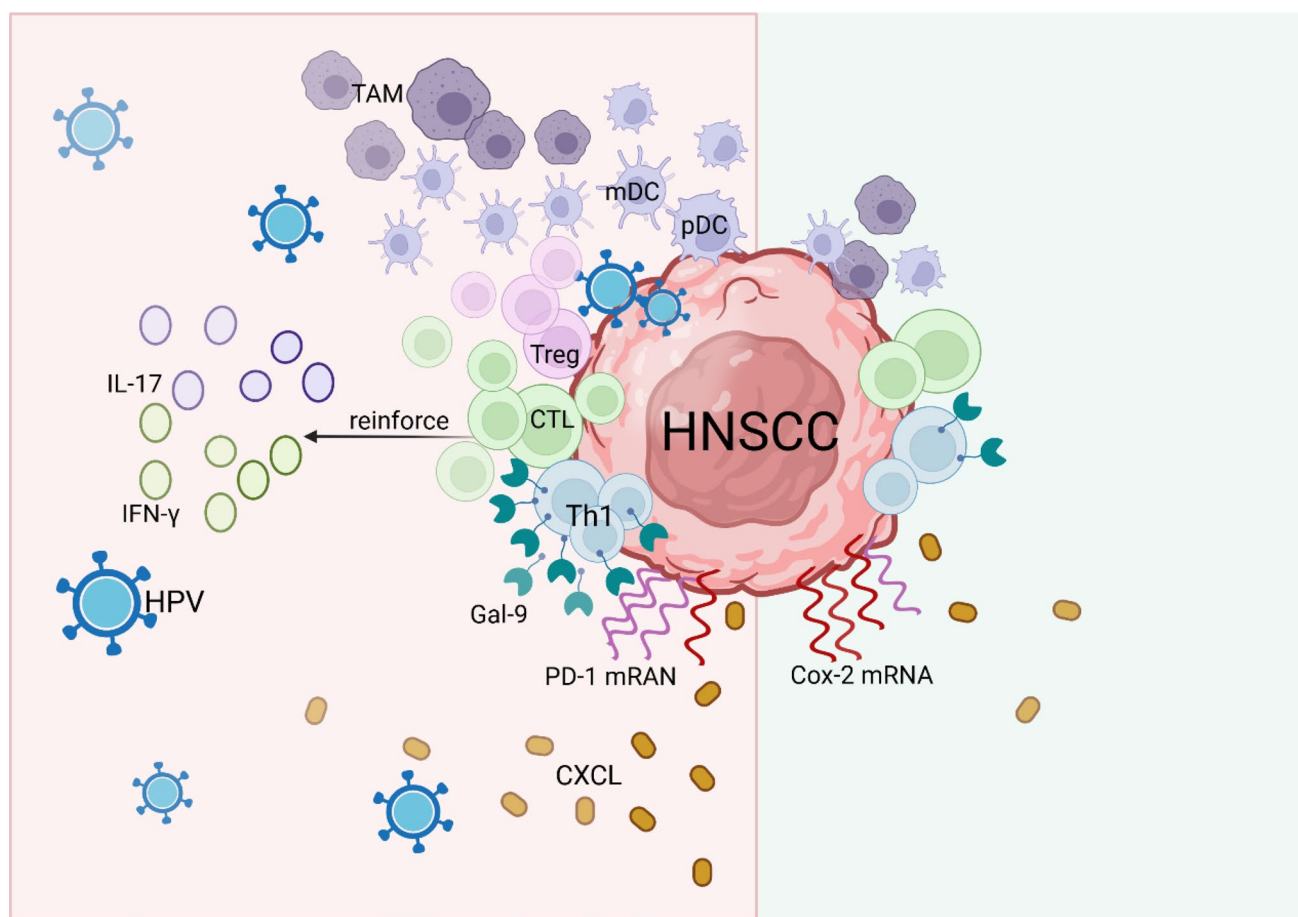 TAM
mDC
pDC
Treg
IL-17
reinforce
CTL
HNSCC
IFN-γ
Th1
HPV
Gal-9
PD-1 mRAN
Cox-2 mRNA
CXCL